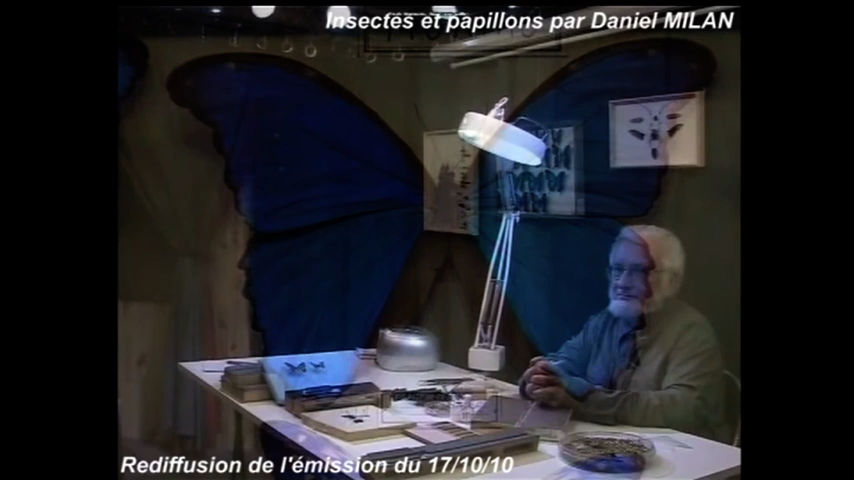 Insectes et papillons par Daniel MILAN
Rediffusion de l'émission du 17/10/10